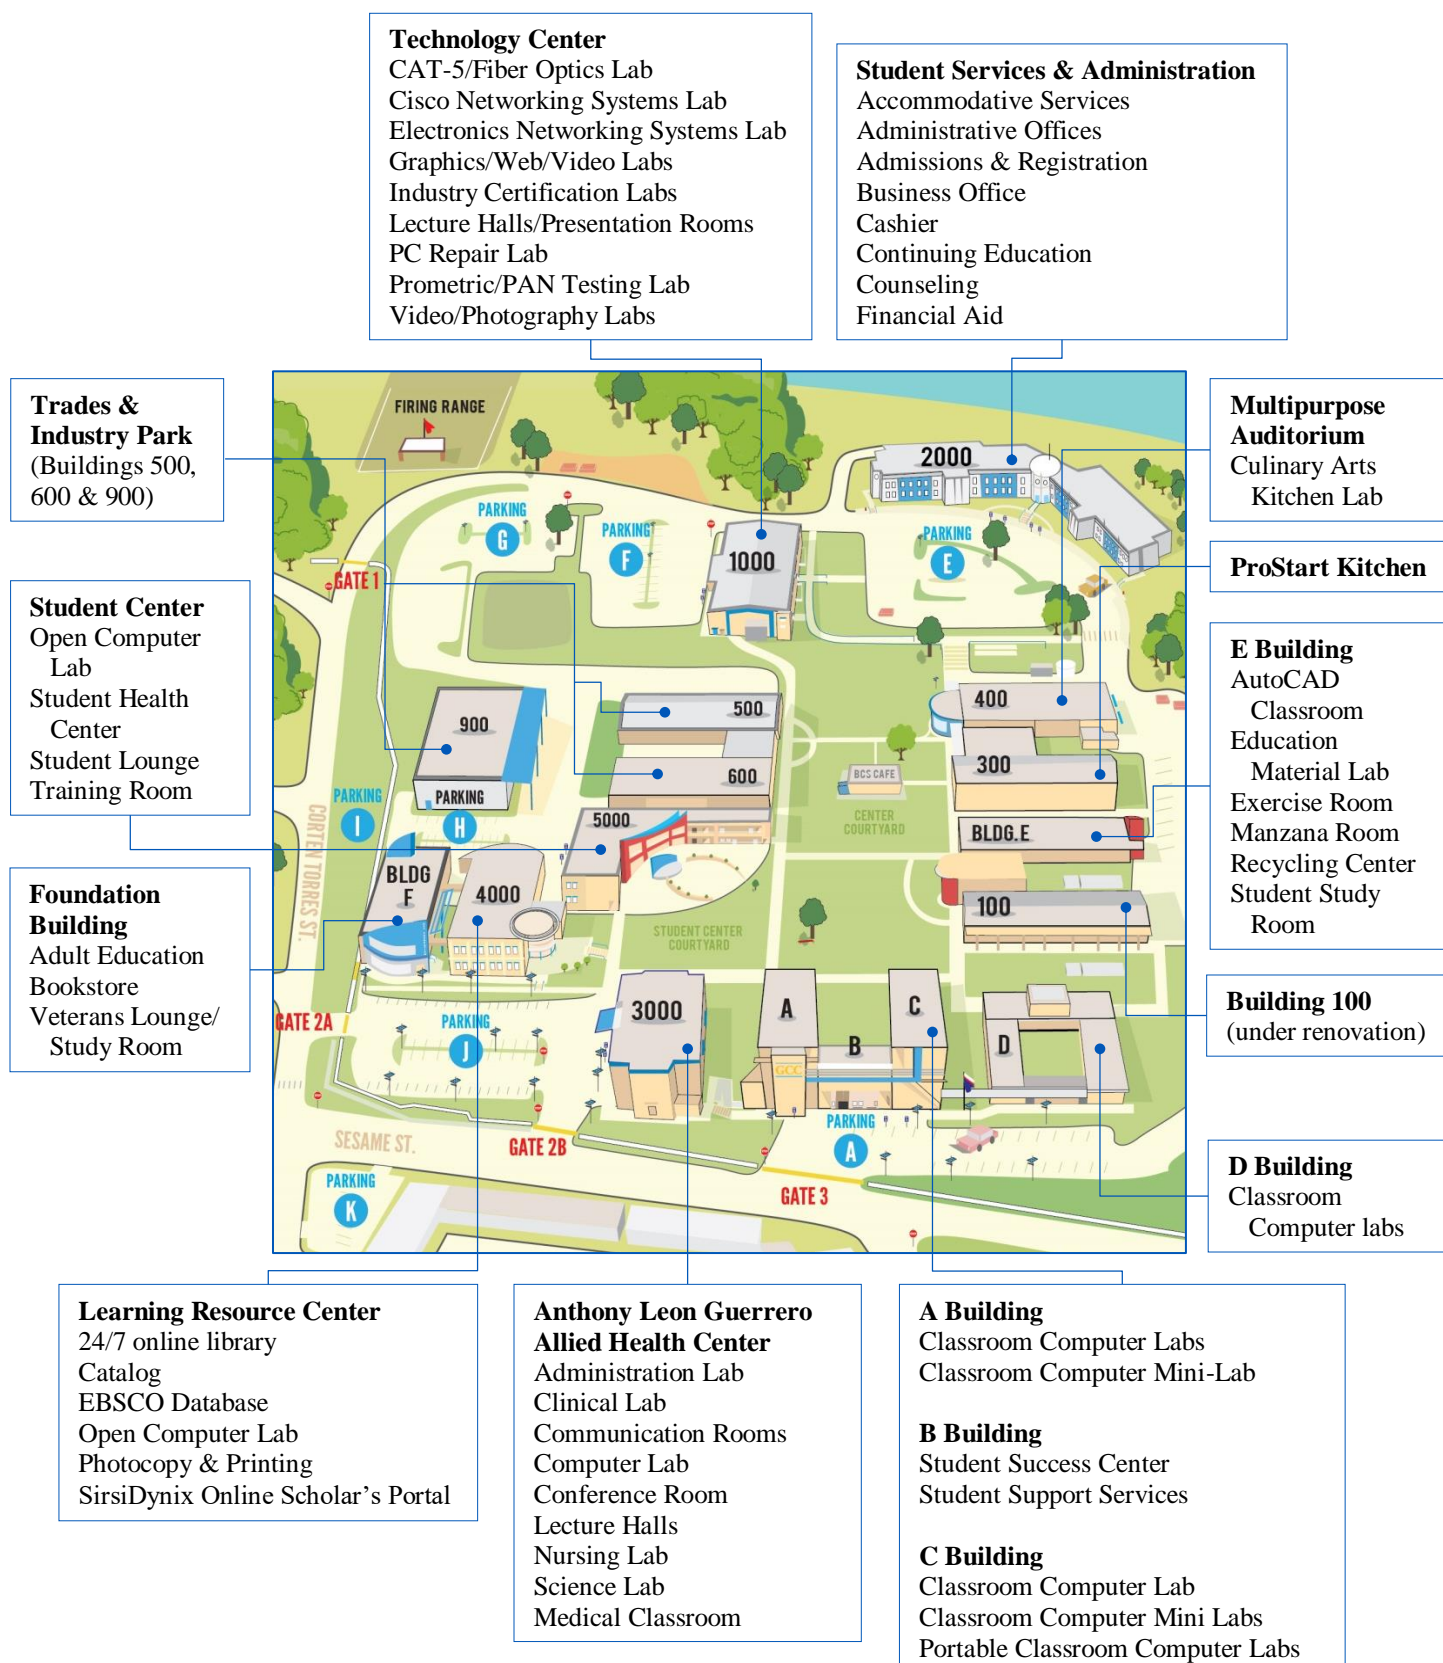 Technology Center
CAT-5/Fiber Optics Lab
Cisco Networking Systems Lab
Electronics Networking Systems Lab
Graphics/Web/Video Labs
Industry Certification Labs
Lecture Halls/Presentation Rooms
PC Repair Lab
Prometric/PAN Testing Lab
Video/Photography Labs
Student Services & Administration
Accommodative Services
Administrative Offices
Admissions & Registration
Business Office
Cashier
Continuing Education
Counseling
Financial Aid
Trades &
Industry Park
(Buildings 500,
600 & 900)
Student Center
Open Computer
Lab
Student Health
Center
Student Lounge
Training Room
Foundation
Building
Adult Education
Bookstore
Veterans Lounge/
Study Room
FIRING RANGE
2000
PARKING
G
PARKING
F
1000
PARKING
E
GATE 1
500
400
900
600
300
BCS CAFE
PARKING
I
PARKING
H
5000
CENTER
COURTYARD
BLDG.E
CORTEN TORRES ST.
BLDG
F
4000
100
STUDENT CENTER
COURTYARD
GATE 2A
PARKING
J
3000
A
B
C
D
GCC
SESAME ST.
GATE 2B
PARKING
A
PARKING
K
GATE 3
Multipurpose
Auditorium
Culinary Arts
Kitchen Lab
ProStart Kitchen
E Building
AutoCAD
Classroom
Education
Material Lab
Exercise Room
Manzana Room
Recycling Center
Student Study
Room
Building 100
(under renovation)
D Building
Classroom
Computer labs
Learning Resource Center
24/7 online library
Catalog
EBSCO Database
Open Computer Lab
Photocopy & Printing
SirsiDynix Online Scholar’s Portal
Anthony Leon Guerrero
Allied Health Center
Administration Lab
Clinical Lab
Communication Rooms
Computer Lab
Conference Room
Lecture Halls
Nursing Lab
Science Lab
Medical Classroom
A Building
Classroom Computer Labs
Classroom Computer Mini-Lab
B Building
Student Success Center
Student Support Services
C Building
Classroom Computer Lab
Classroom Computer Mini Labs
Portable Classroom Computer Labs